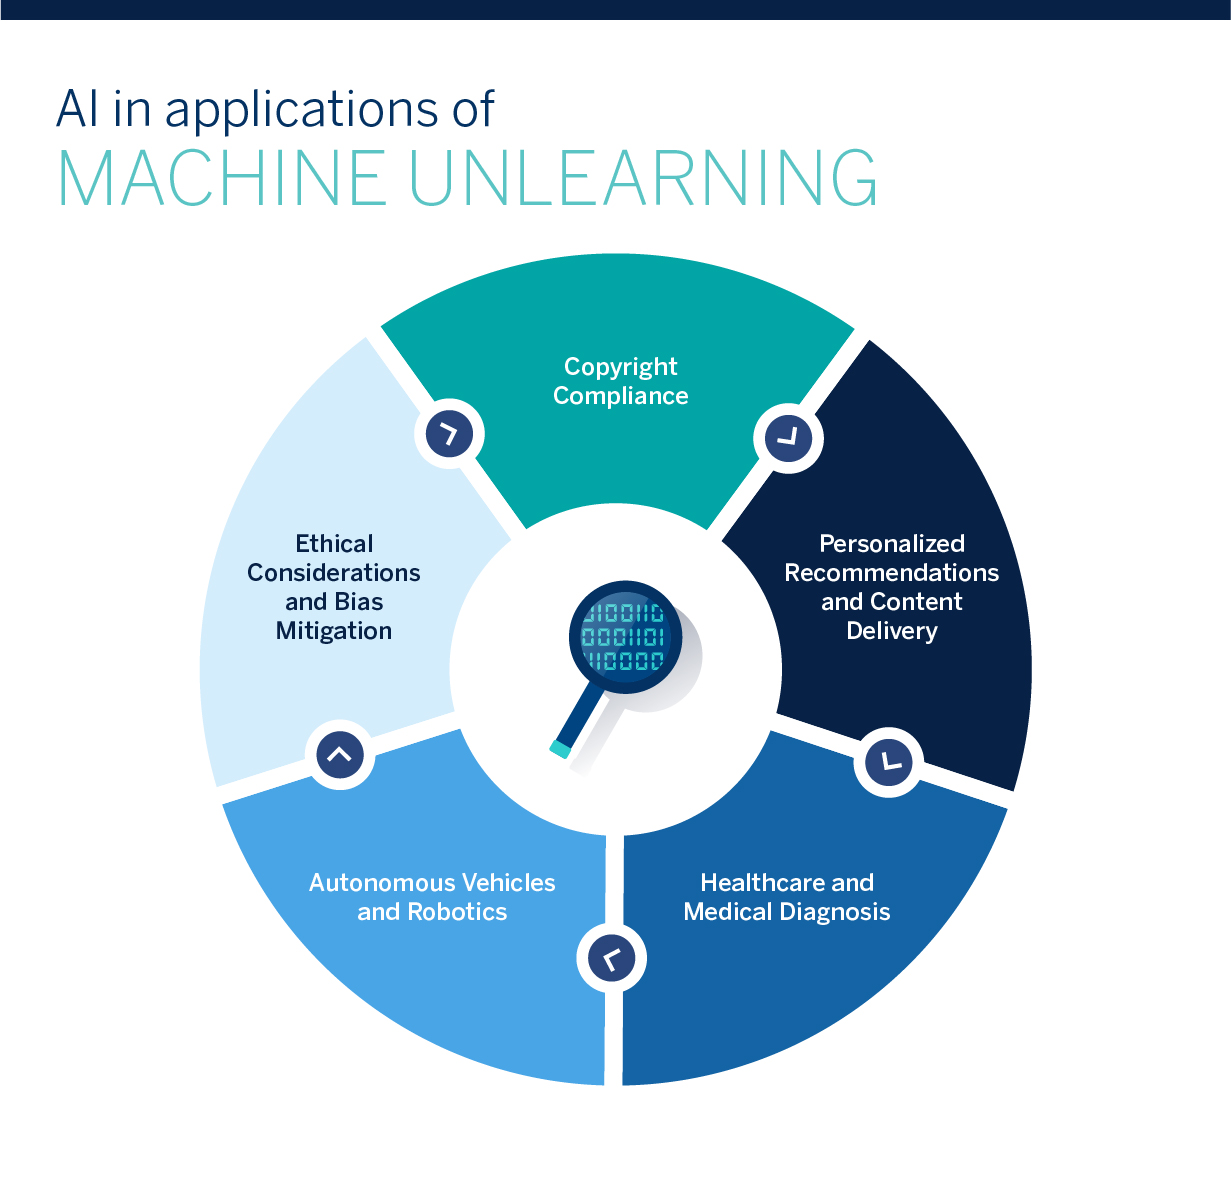 AI in applications of
MACHINE UNLEARNING
Copyright
Compliance
Personalized
Recommendations
and Content
Delivery
Healthcare and
Medical Diagnosis
Autonomous Vehicles
and Robotics
Ethical
Considerations
and Bias
Mitigation
100110
0001101
110000